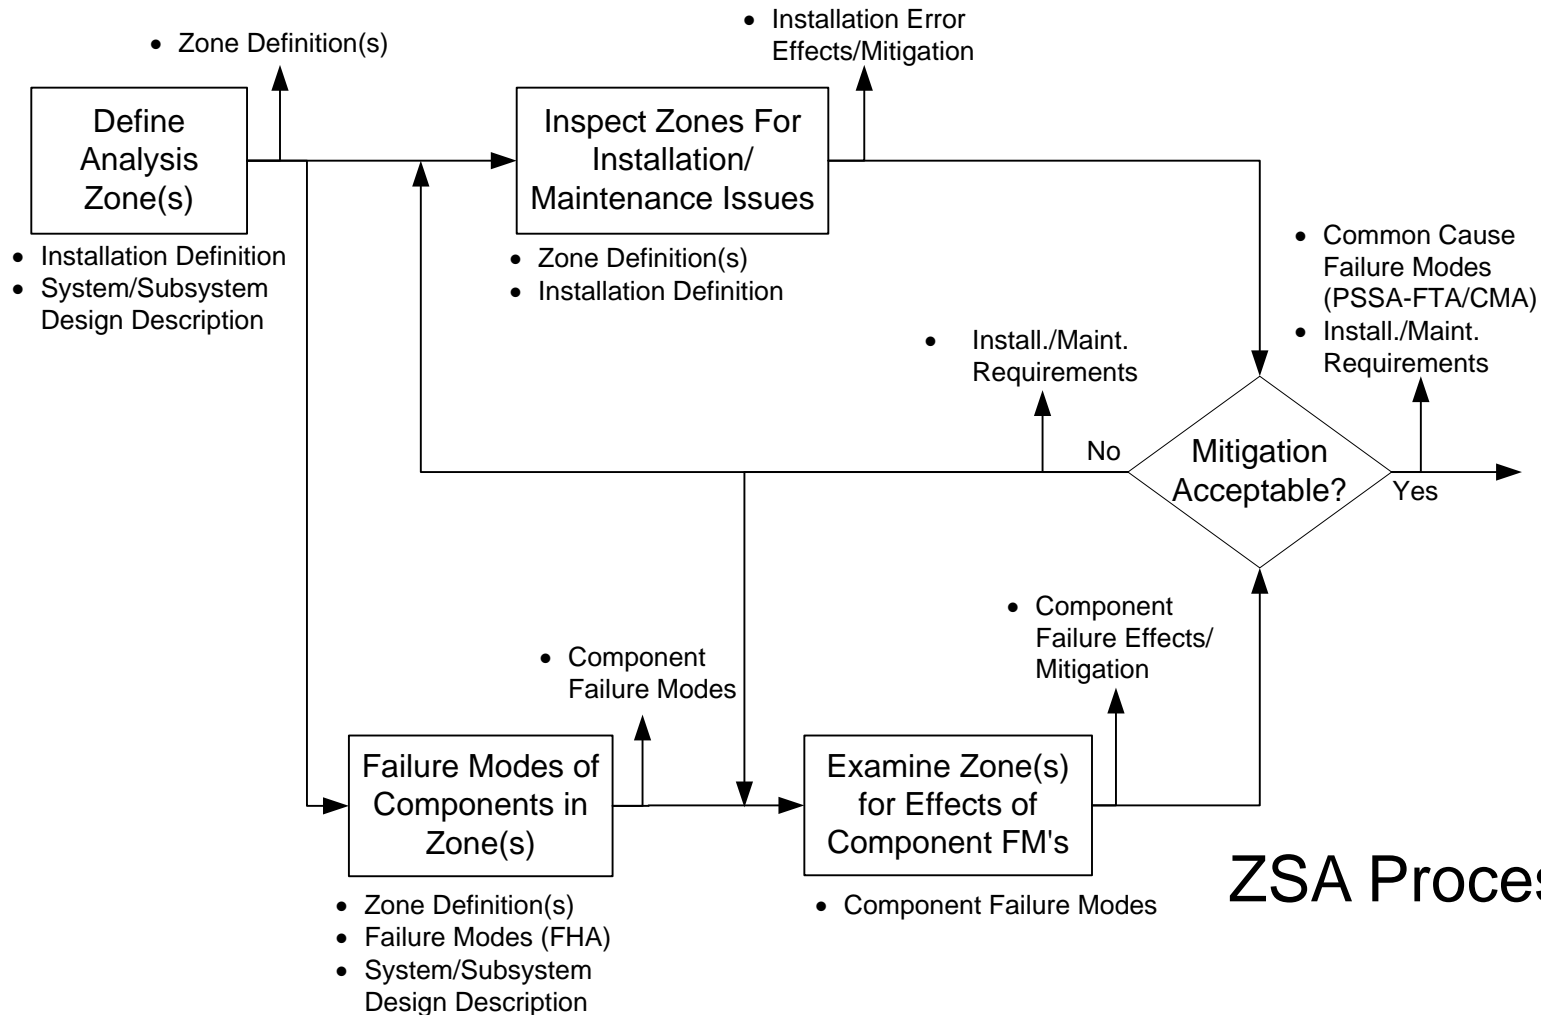 • Zone Definition(s)
• Installation Error
Effects/Mitigation
Define
Analysis
Zone(s)
Inspect Zones For
Installation/
Maintenance Issues
• Installation Definition
• System/Subsystem
Design Description
• Zone Definition(s)
• Installation Definition
• Common Cause
Failure Modes
(PSSA-FTA/CMA)
• Install./Maint.
Requirements
• Install./Maint.
Requirements
No
Mitigation
Acceptable?
Yes
• Component
Failure Modes
• Component
Failure Effects/
Mitigation
Failure Modes of
Components in
Zone(s)
Examine Zone(s)
for Effects of
Component FM's
• Zone Definition(s)
• Failure Modes (FHA)
• System/Subsystem
Design Description
• Component Failure Modes
ZSA Proces